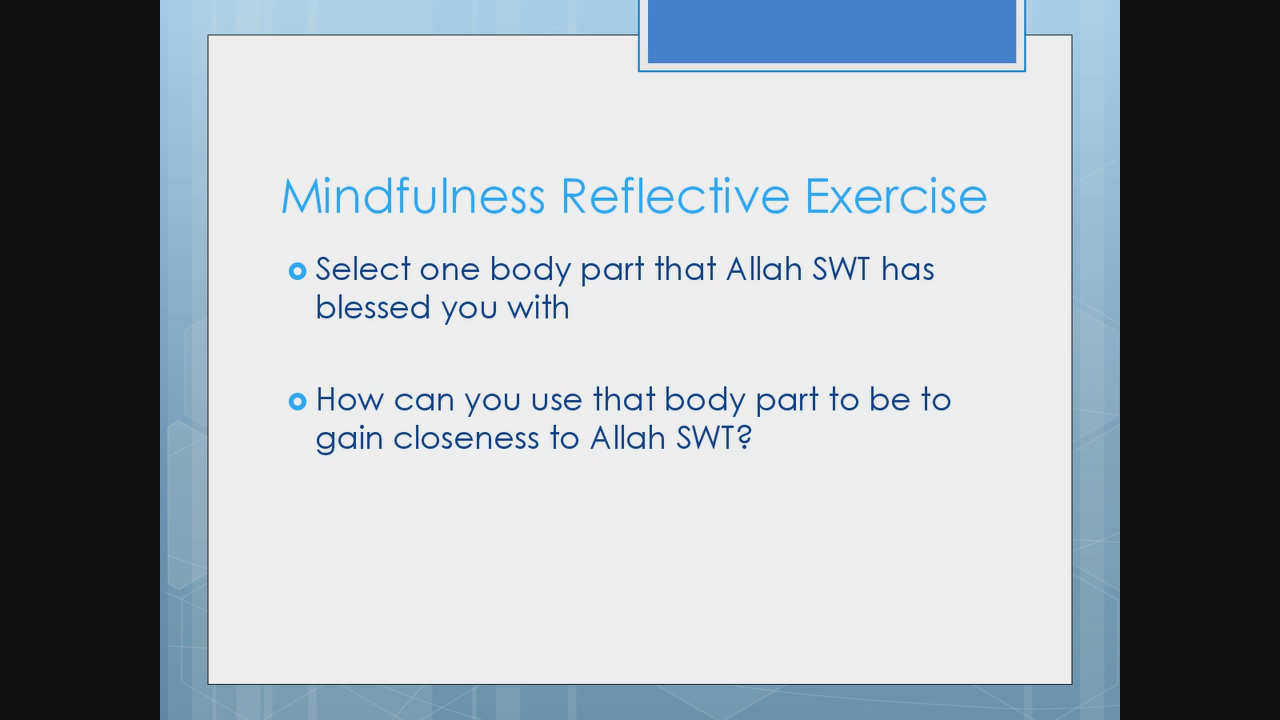 Mindfulness Reflective Exercise
Select one body part that Allah SWT has
blessed you with
How can you use that body part to be to
gain closeness to Allah SWT?